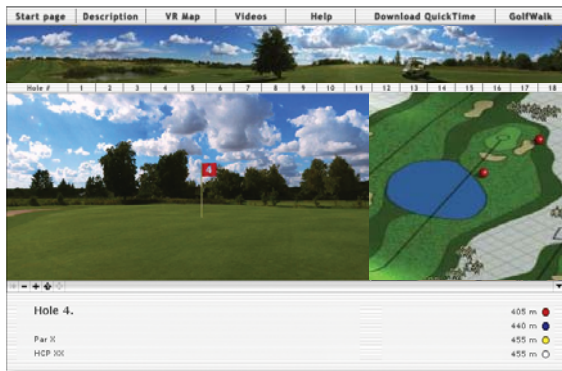 Start page Description VR Map Videos Help Download QuickTime GolfWalk
Hole # 1 2 3 4 5 6 7 8 9 10 11 12 13 14 15 16 17 18
4
Hole 4.
405 m
440 m
Par X
455 m
HCP XX
455 m